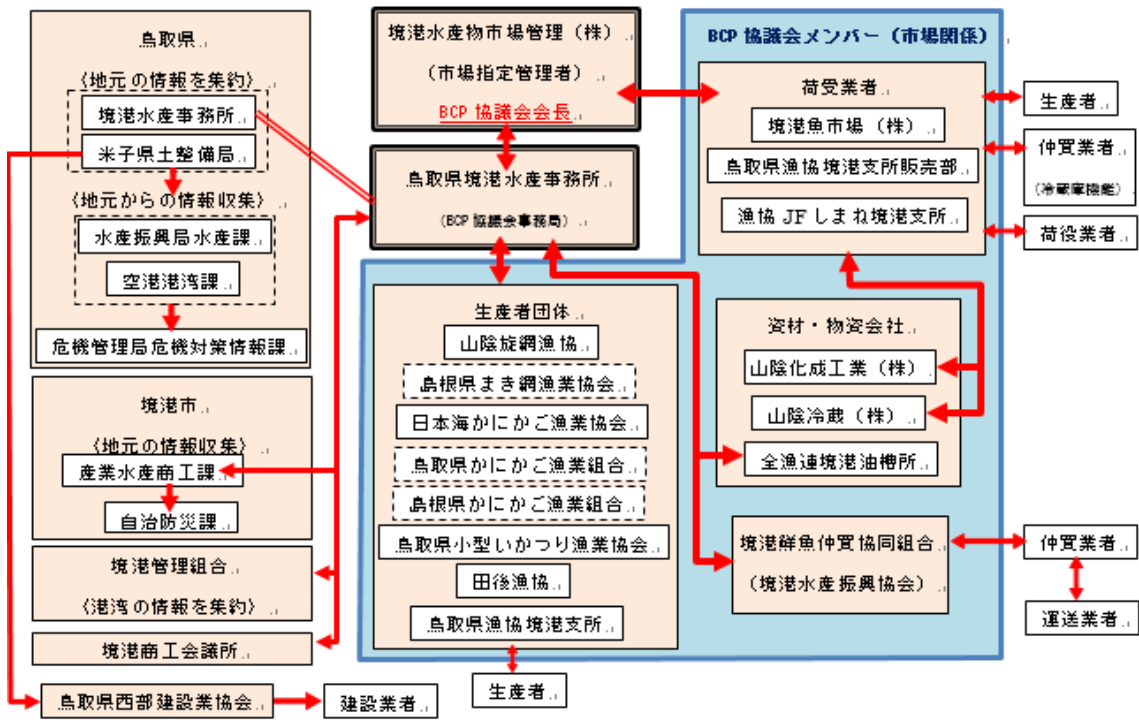 鳥取県
〈地元の情報を集約〉
境港水産事務所
米子県土整備局
〈地元からの情報収集〉
水産振興局水産課
空港港湾課
危機管理局危機対策情報課
境港市
〈地元の情報収集〉
産業水産商工課
自治防災課
境港管理組合
〈港湾の情報を集約〉
境港商工会議所
鳥取県西部建設業協会
建設業者
境港水産物市場管理（株）
（市場指定管理者）
BCP 協議会会長
鳥取県境港水産事務所
（BCP 協議会事務局）
生産者団体
山陰旋網漁協
島根県まき網漁業協会
日本海かにかご漁業協会
鳥取県かにかご漁業組合
島根県かにかご漁業組合
鳥取県小型いかつり漁業協会
田後漁協
鳥取県漁協境港支所
生産者
BCP 協議会メンバー（市場関係）
荷受業者
境港魚市場（株）
鳥取県漁協境港支所販売部
漁協 JF しまね境港支所
資材・物資会社
山陰化成工業（株）
山陰冷蔵（株）
全漁連境港油槽所
境港鮮魚仲買協同組合
（境港水産振興協会）
生産者
仲買業者
荷役業者
仲買業者
運送業者